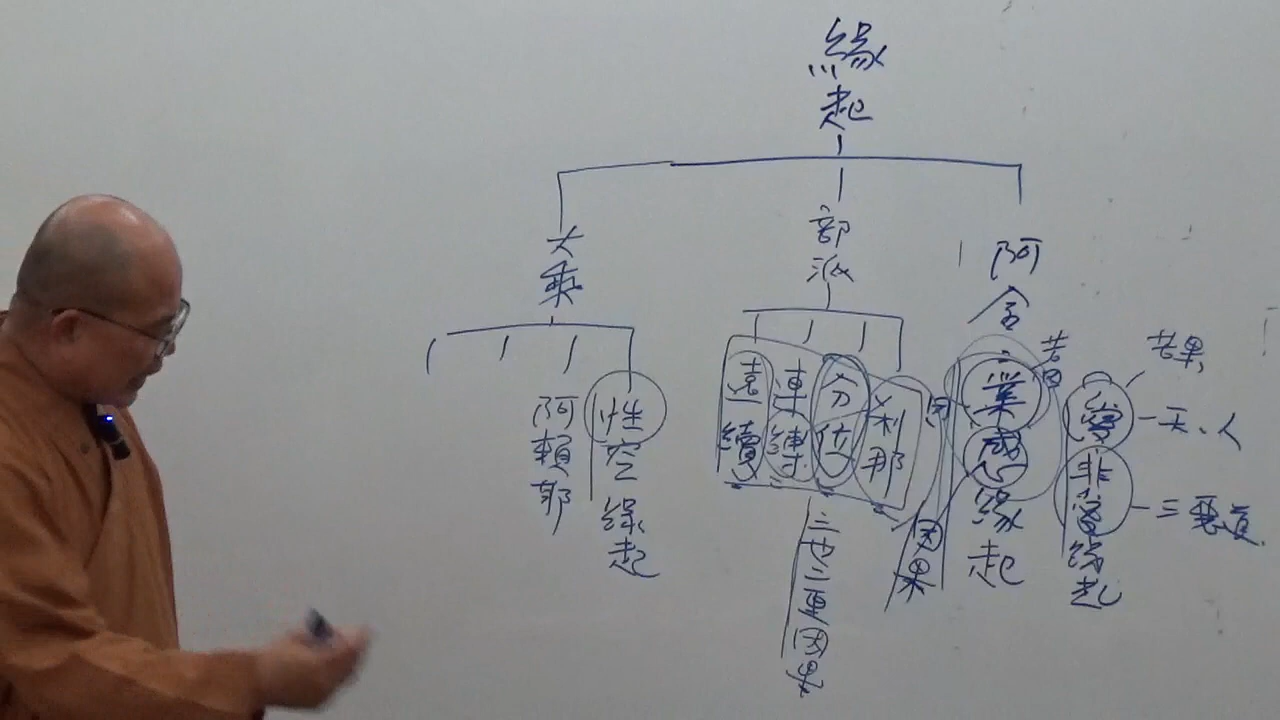 緣起
阿含
業感緣起
苦因
苦果
愛
天、人
非愛緣起
三惡道
部派
剎那
分位
連縛
遠續
因
因果
三世二重因果
大乘
性空緣起
阿賴耶